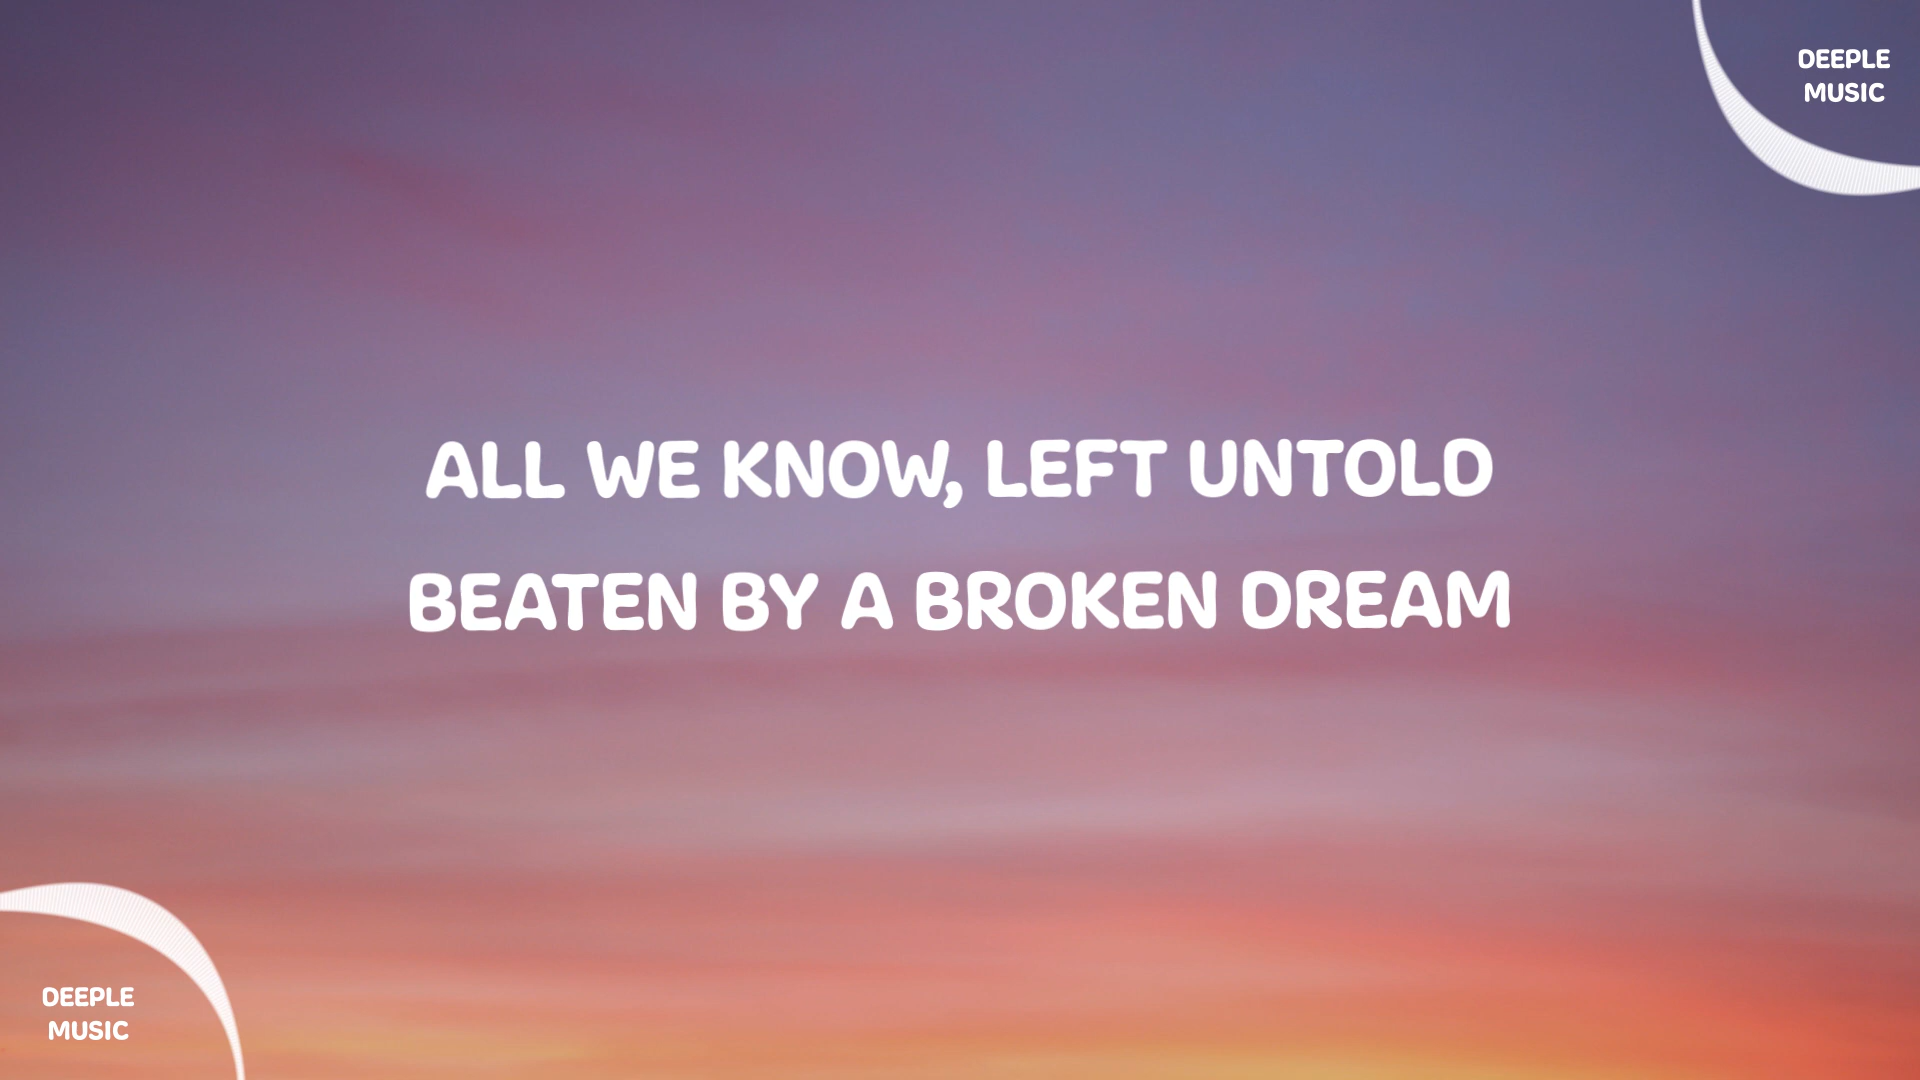 DEEPLE
MUSIC
ALL WE KNOW, LEFT UNTOLD
BEATEN BY A BROKEN DREAM
DEEPLE
MUSIC